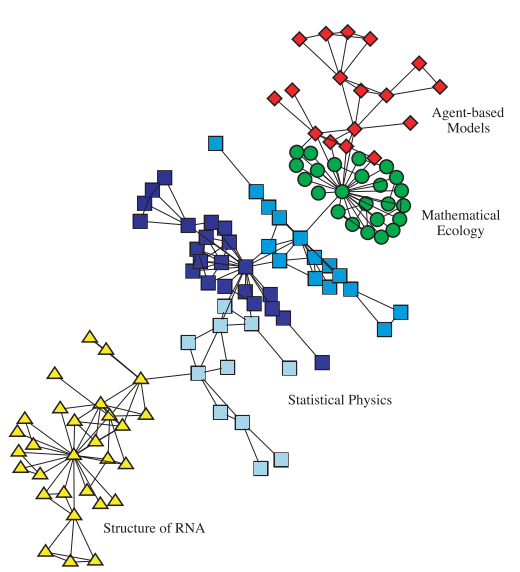 Agent-based
Models
Mathematical
Ecology
Statistical Physics
Structure of RNA